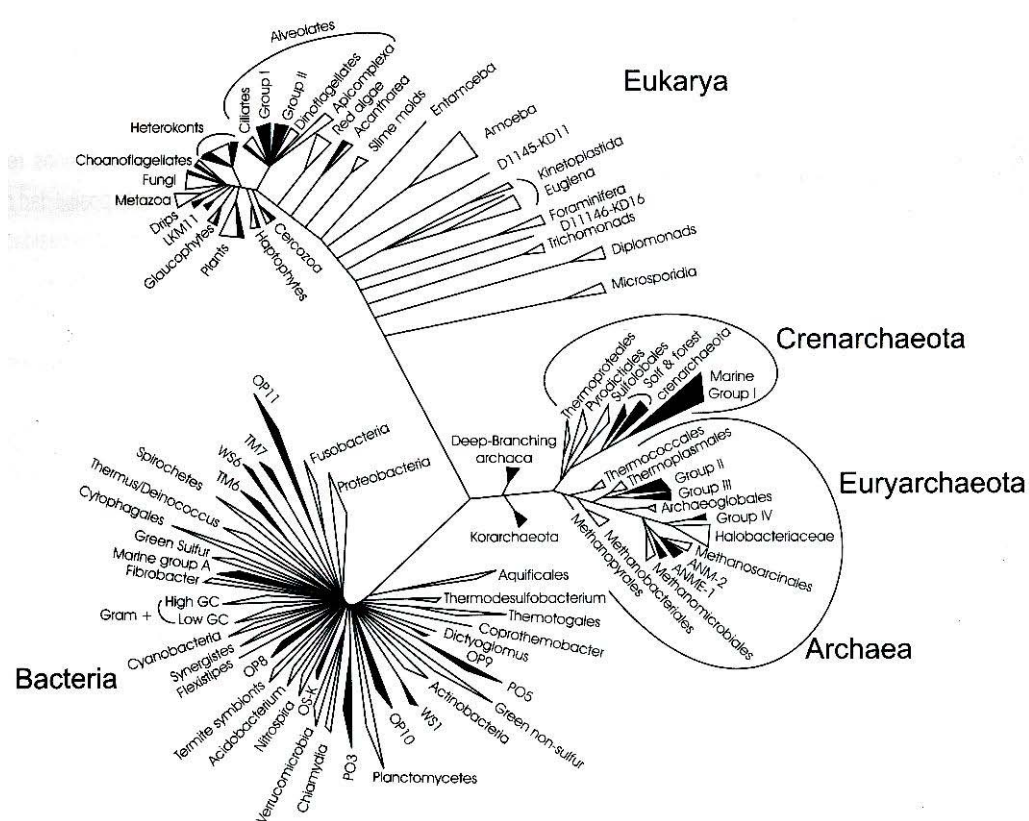 Alveolates
Ciliates
Group I
Group II
Dinoflagellates
Apicomplexa
Red algae
Acantharea
Slime molds
Entamoeba
Eukarya
Amoeba
D1145-KD11
Kinetoplastida
Euglena
Foraminifera
D11146-KD16
Trichomonads
Diplomonads
Microsporidia
Heterokonts
Choanoflagellates
Fungi
Metazoa
Drips
LKM11
Glaucophytes
Plants
Haptophytes
Cercozoa
Crenarchaeota
Thermoproteales
Pyrodictiales
Sulfolobales
Soft & forest
crenarchaeota
Marine
Group I
Deep-Branching
archaca
Korarchaeota
Euryarchaeota
Thermococcales
Thermoplasmales
Group II
Group III
Archaeoglobales
Group IV
Halobacteriaceae
Methanosarcinales
ANM-2
ANME-1
Methanomicrobiales
Methanobacteriales
Methanopyrales
Archaea
OP11
TM7
WS6
TM6
Fusobacteria
Proteobacteria
Spirochetes
Thermus/Deinococcus
Cytophagales
Green Sulfur
Marine group A
Fibrobacter
Gram +
High GC
Low GC
Cyanobacteria
Synergistes
Flexistipes
Bacteria
OP8
Termite symbionts
Acidobacterium
Nitrospira
OS-K
Verrucomicrobia
Chlamydia
PO3
Planctomycetes
OP10
WS1
Actinobacteria
Green non-sulfur
PO5
OP9
Dictyoglomus
Coprothemobacter
Themotogales
Thermodesulfobacterium
Aquificales